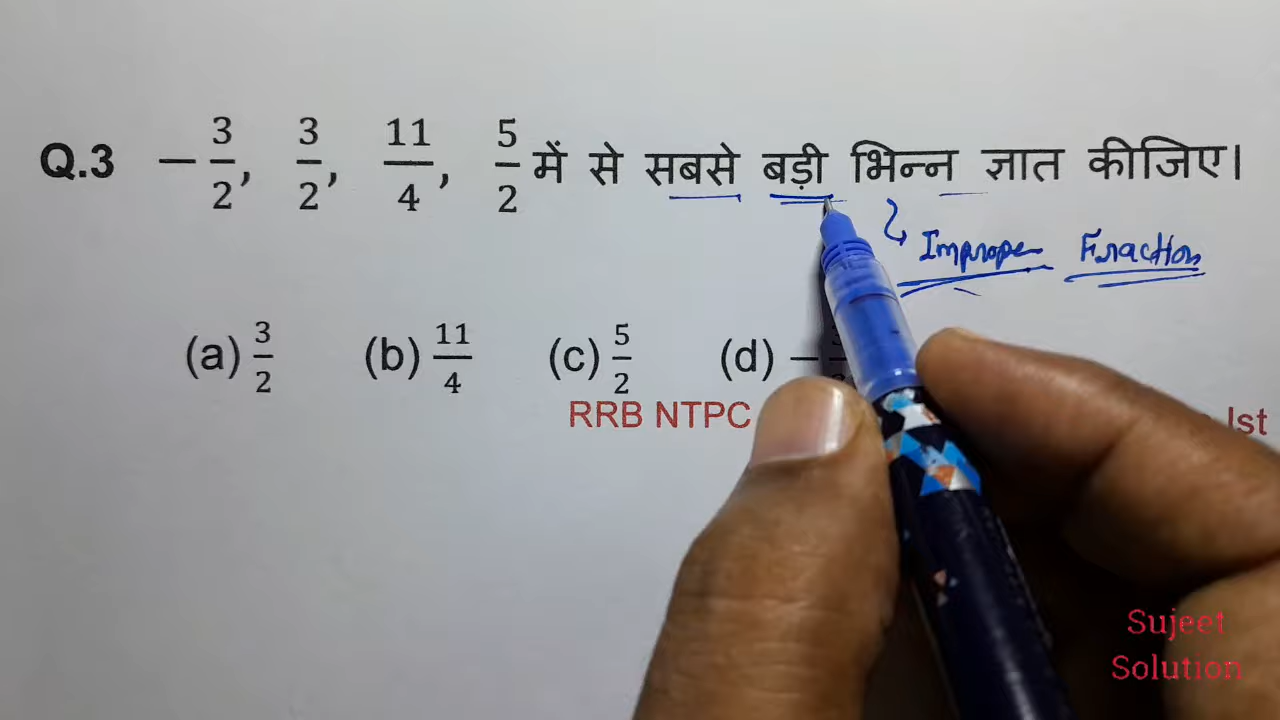 Q.3 -3/2, 3/2, 11/4, 5/2 में से सबसे बड़ी भिन्न ज्ञात कीजिए।
Improper Fraction
(a) 3/2 (b) 11/4 (c) 5/2 (d) -
RRB NTPC Ist
Sujeet
Solution